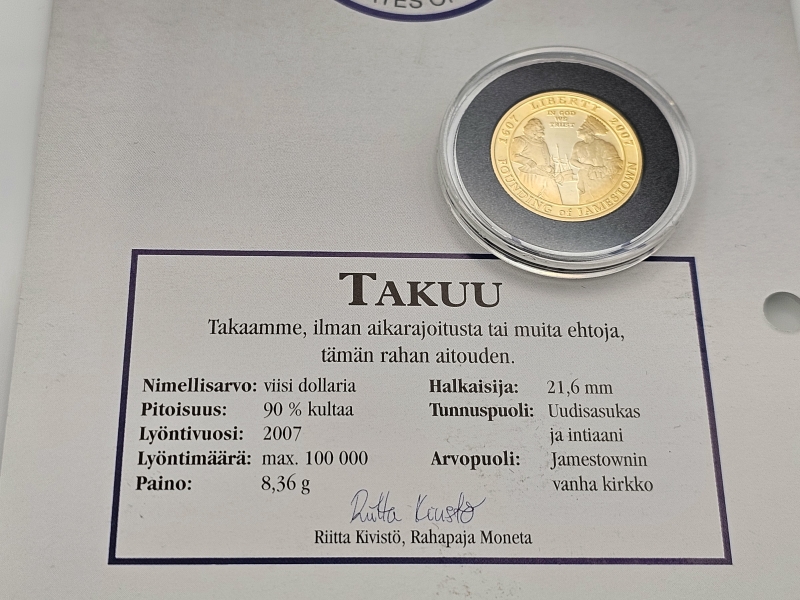 ITES O
LIBERTY
1607
2007
IN GOD
WE
TRUST
FOUNDING of JAMESTOWN
TAKUU
Takaamme, ilman aikarajoitusta tai muita ehtoja,
tämän rahan aitouden.
Nimellisarvo: viisi dollaria
Pitoisuus: 90 % kultaa
Lyöntivuosi: 2007
Lyöntimäärä: max. 100 000
Paino: 8,36 g
Halkaisija: 21,6 mm
Tunnuspuoli: Uudisasukas
ja intiaani
Arvopuoli: Jamestownin
vanha kirkko
Riitta Kivistö
Riitta Kivistö, Rahapaja Moneta